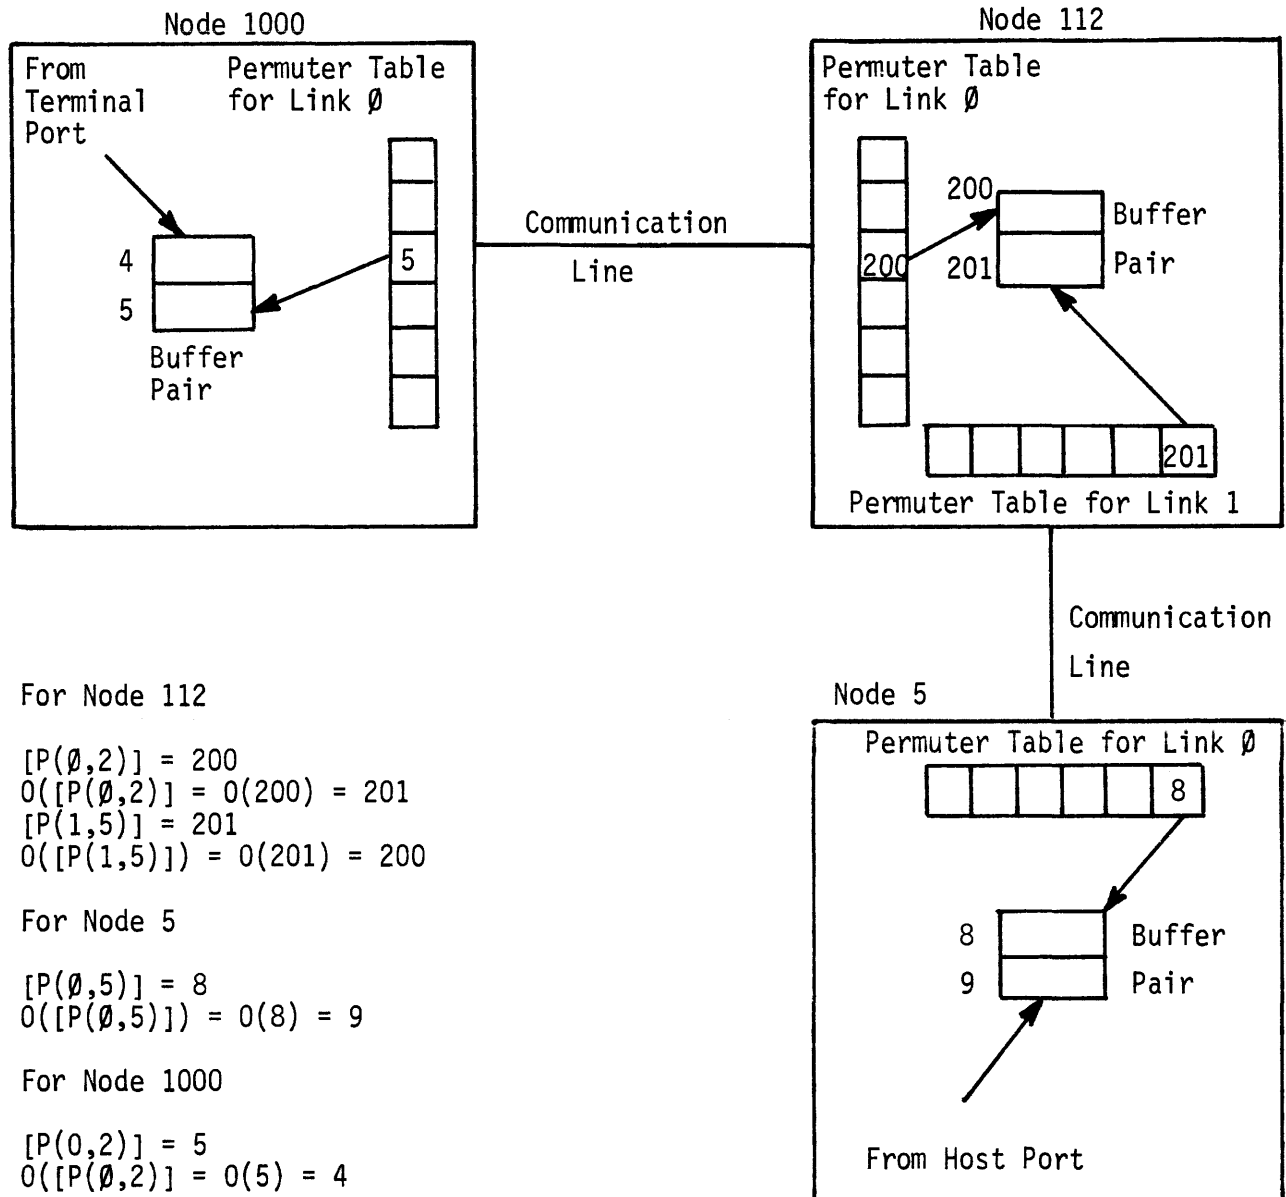 Node 1000
From
Terminal
Port
Permuter Table
for Link Ø
5
4
5
Buffer
Pair
Communication
Line
Node 112
Permuter Table
for Link Ø
200
200
201
Buffer
Pair
201
Permuter Table for Link 1
Communication
Line
Node 5
Permuter Table for Link Ø
8
8
9
Buffer
Pair
From Host Port
For Node 112
[P(Ø,2)] = 200
O([P(Ø,2)] = O(200) = 201
[P(1,5)] = 201
O([P(1,5)]) = O(201) = 200
For Node 5
[P(Ø,5)] = 8
O([P(Ø,5)]) = O(8) = 9
For Node 1000
[P(0,2)] = 5
O([P(Ø,2)] = O(5) = 4